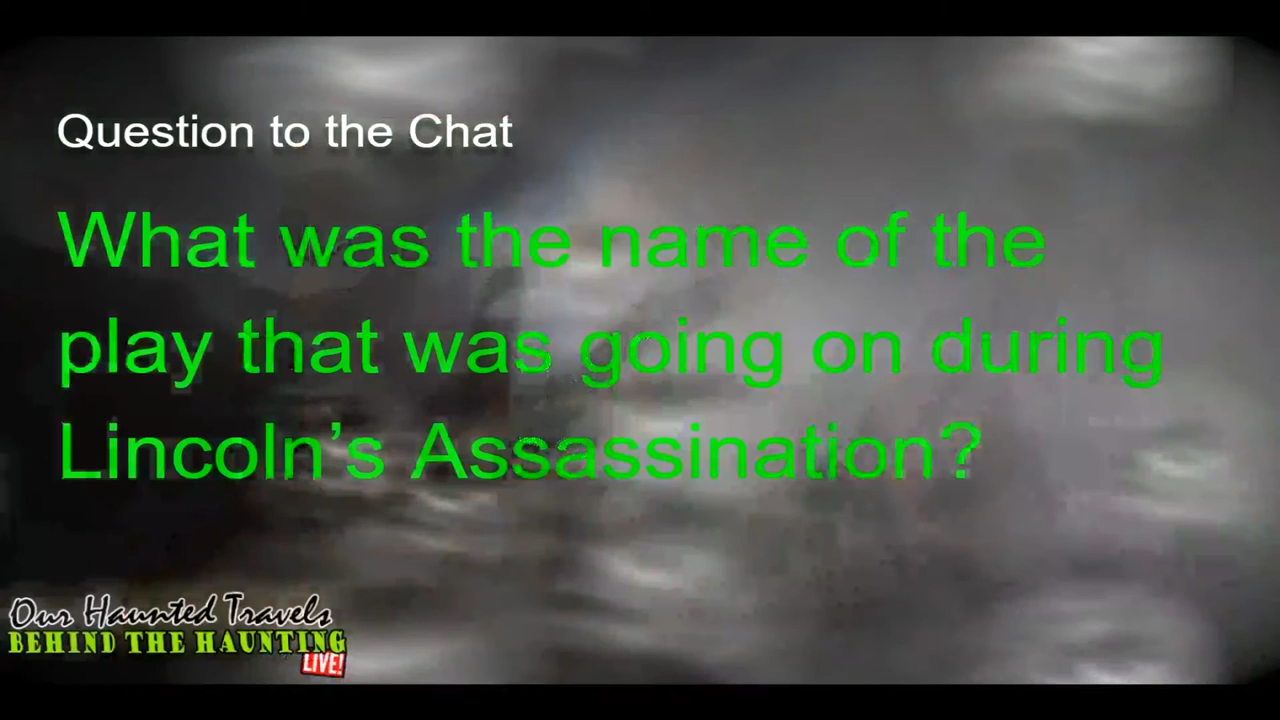 Question to the Chat
What was the name of the
play that was going on during
Lincoln’s Assassination?
Our Haunted Travels
BEHIND THE HAUNTING
LIVE!